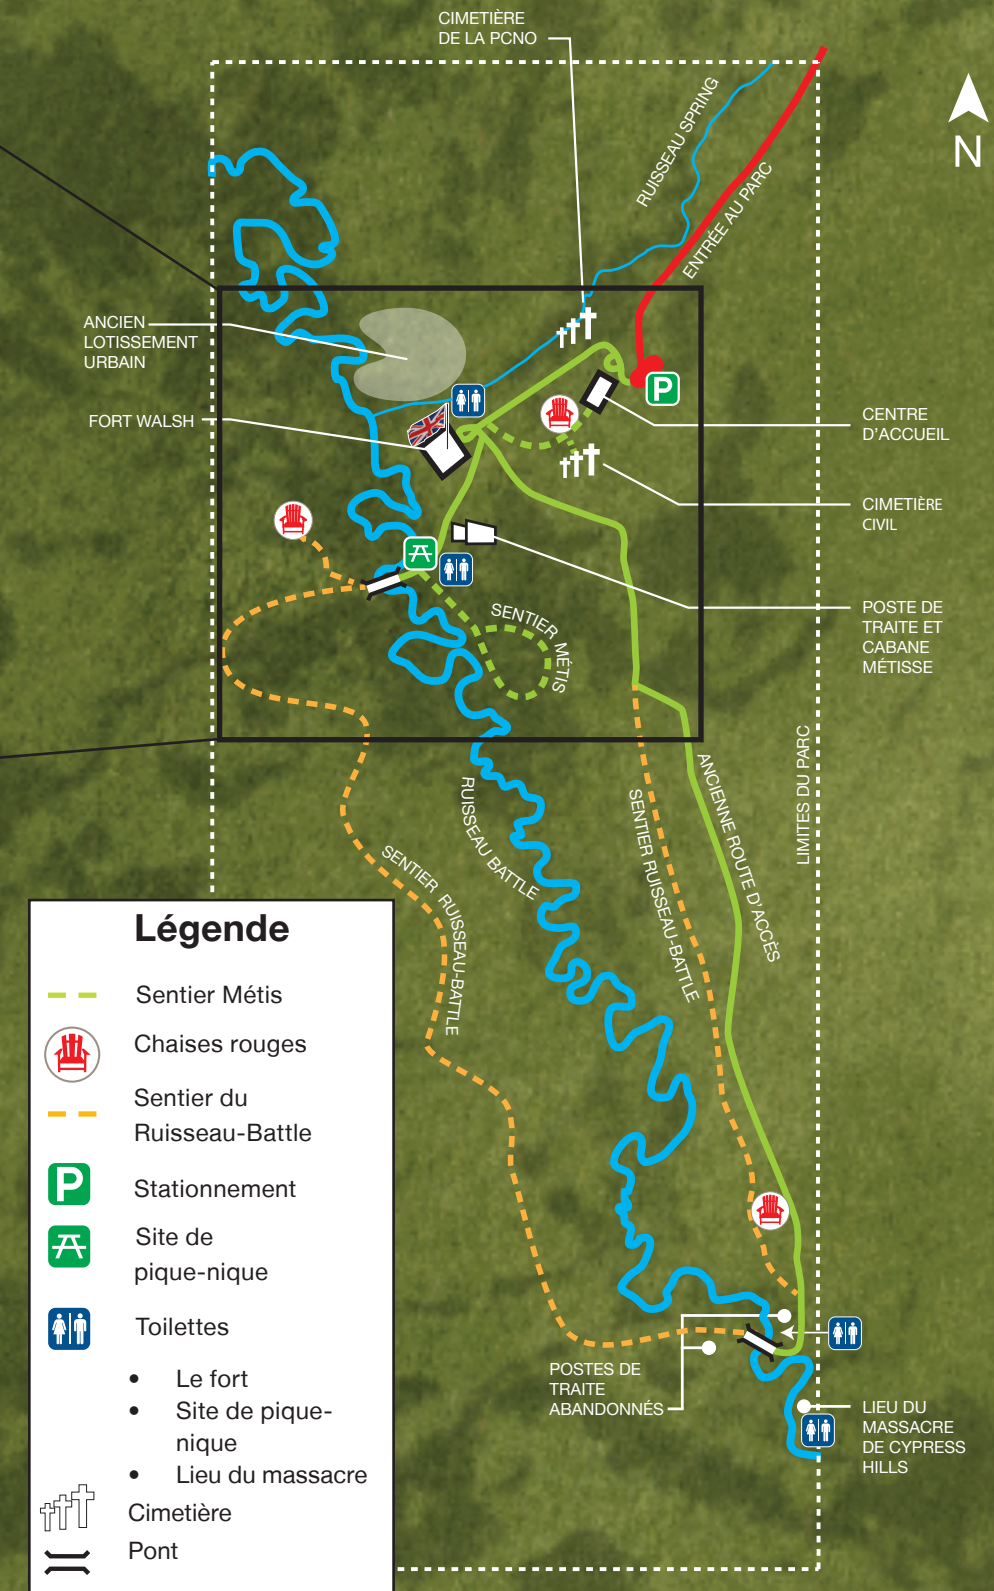 CIMETIÈRE
DE LA PCNO
N
RUISSEAU SPRING
ENTRÉE AU PARC
ANCIEN
LOTISSEMENT
URBAIN
FORT WALSH
P
CENTRE
D'ACCUEIL
CIMETIÈRE
CIVIL
POSTE DE
TRAITE ET
CABANE
MÉTISSE
SENTIER MÉTIS
LIMITES DU PARC
ANCIENNE ROUTE D'ACCÈS
SENTIER RUISSEAU-BATTLE
RUISSEAU BATTLE
SENTIER RUISSEAU-BATTLE
POSTES DE
TRAITE
ABANDONNÉS
LIEU DU
MASSACRE
DE CYPRESS
HILLS
Légende
Sentier Métis
Chaises rouges
Sentier du
Ruisseau-Battle
P
Stationnement
Site de
pique-nique
Toilettes
• Le fort
• Site de pique-
nique
• Lieu du massacre
Cimetière
Pont